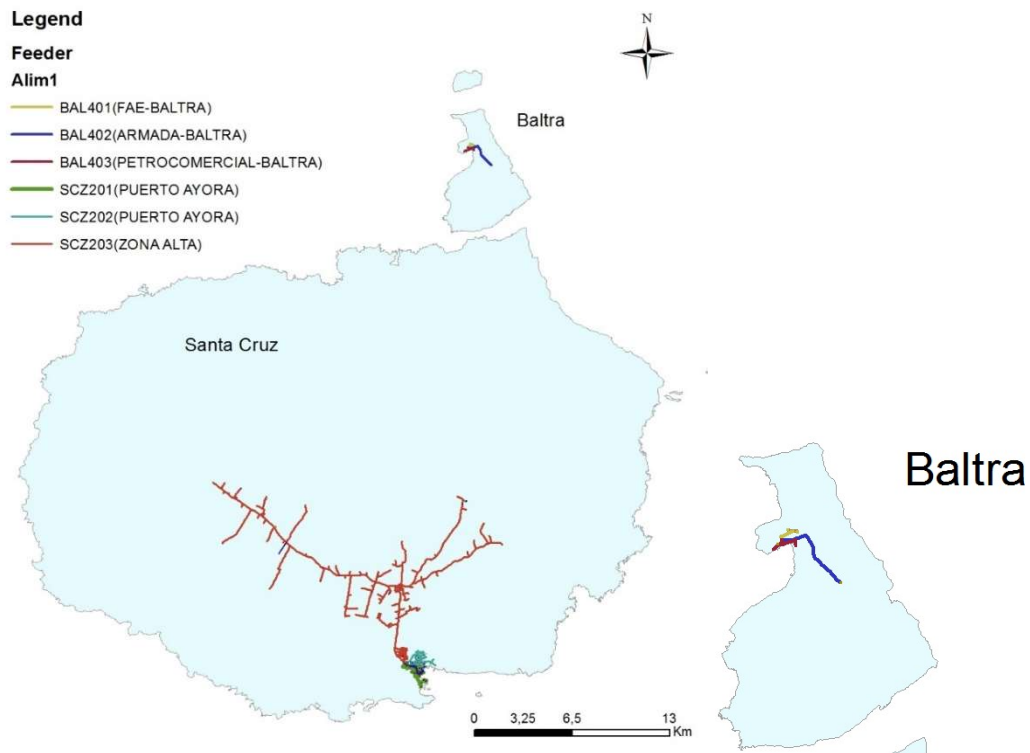 Legend
Feeder
Alim1
BAL401(FAE-BALTRA)
BAL402(ARMADA-BALTRA)
BAL403(PETROCOMERCIAL-BALTRA)
SCZ201(PUERTO AYORA)
SCZ202(PUERTO AYORA)
SCZ203(ZONA ALTA)
N
Baltra
Santa Cruz
Baltra
0 3,25 6,5 13
Km